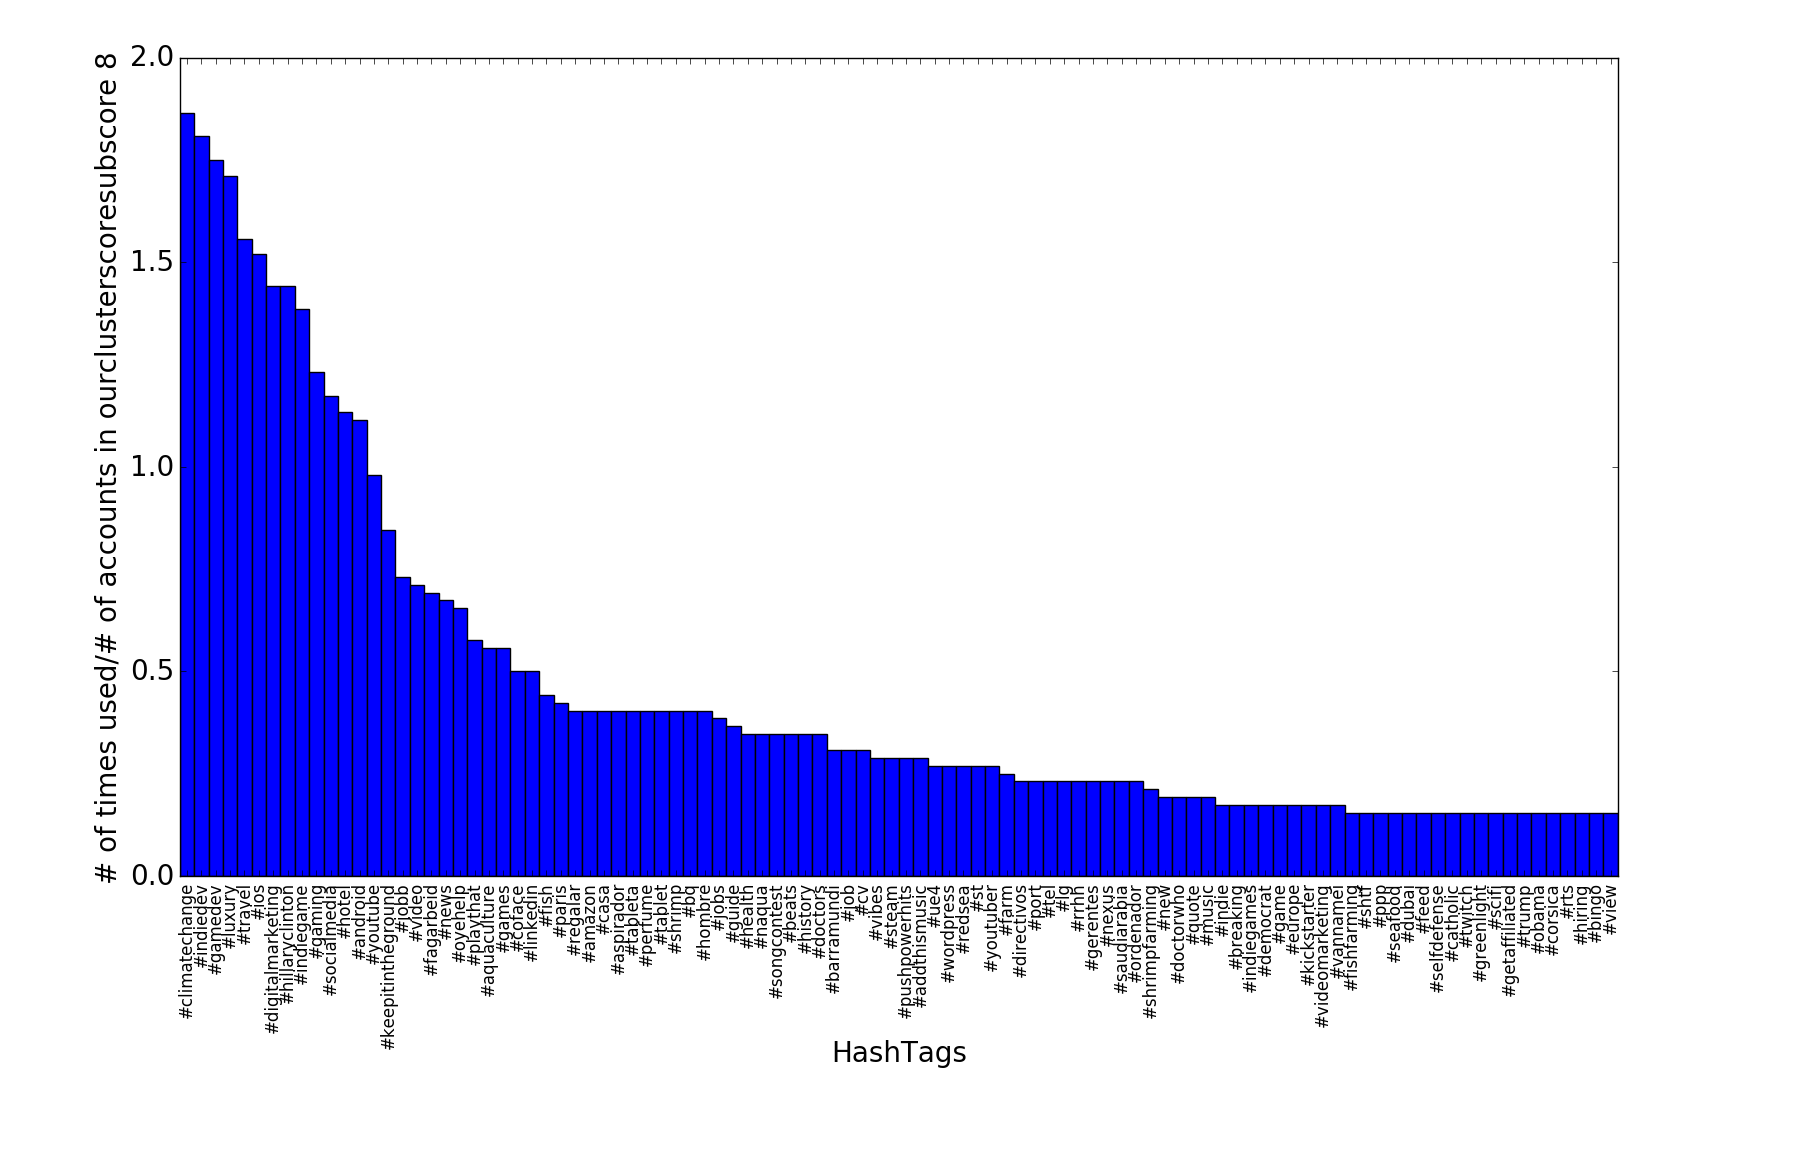 # of times used/# of accounts in ourclusterscoresubscore 8
2.0
1.5
1.0
0.5
0.0
#climatechange
#indiedev
#gamedev
#luxury
#travel
#ios
#digitalmarketing
#hillaryclinton
#indiegame
#gaming
#socialmedia
#hotel
#android
#youtube
#keepitintheground
#jobb
#video
#fagarbeid
#news
#oyehelp
#playthat
#aquaculture
#games
#coface
#linkedin
#fish
#paris
#regalar
#amazon
#casa
#aspirador
#tableta
#perfume
#tablet
#shrimp
#bq
#hombre
#jobs
#guide
#health
#naqua
#songcontest
#beats
#history
#doctors
#barramundi
#job
#cv
#vibes
#steam
#pushpowerhits
#addthismusic
#ue4
#wordpress
#redsea
#st
#youtuber
#farm
#directivos
#port
#tel
#lg
#rrhh
#gerentes
#nexus
#saudiarabia
#ordenador
#shrimpfarming
#new
#doctorwho
#quote
#music
#indie
#breaking
#indiegames
#democrat
#game
#europe
#kickstarter
#videomarketing
#vannamei
#fishfarming
#shtf
#ppp
#seafood
#dubai
#feed
#selfdefense
#catholic
#twitch
#greenlight
#scifi
#getaffiliated
#trump
#obama
#corsica
#rts
#hiring
#bingo
#view
HashTags